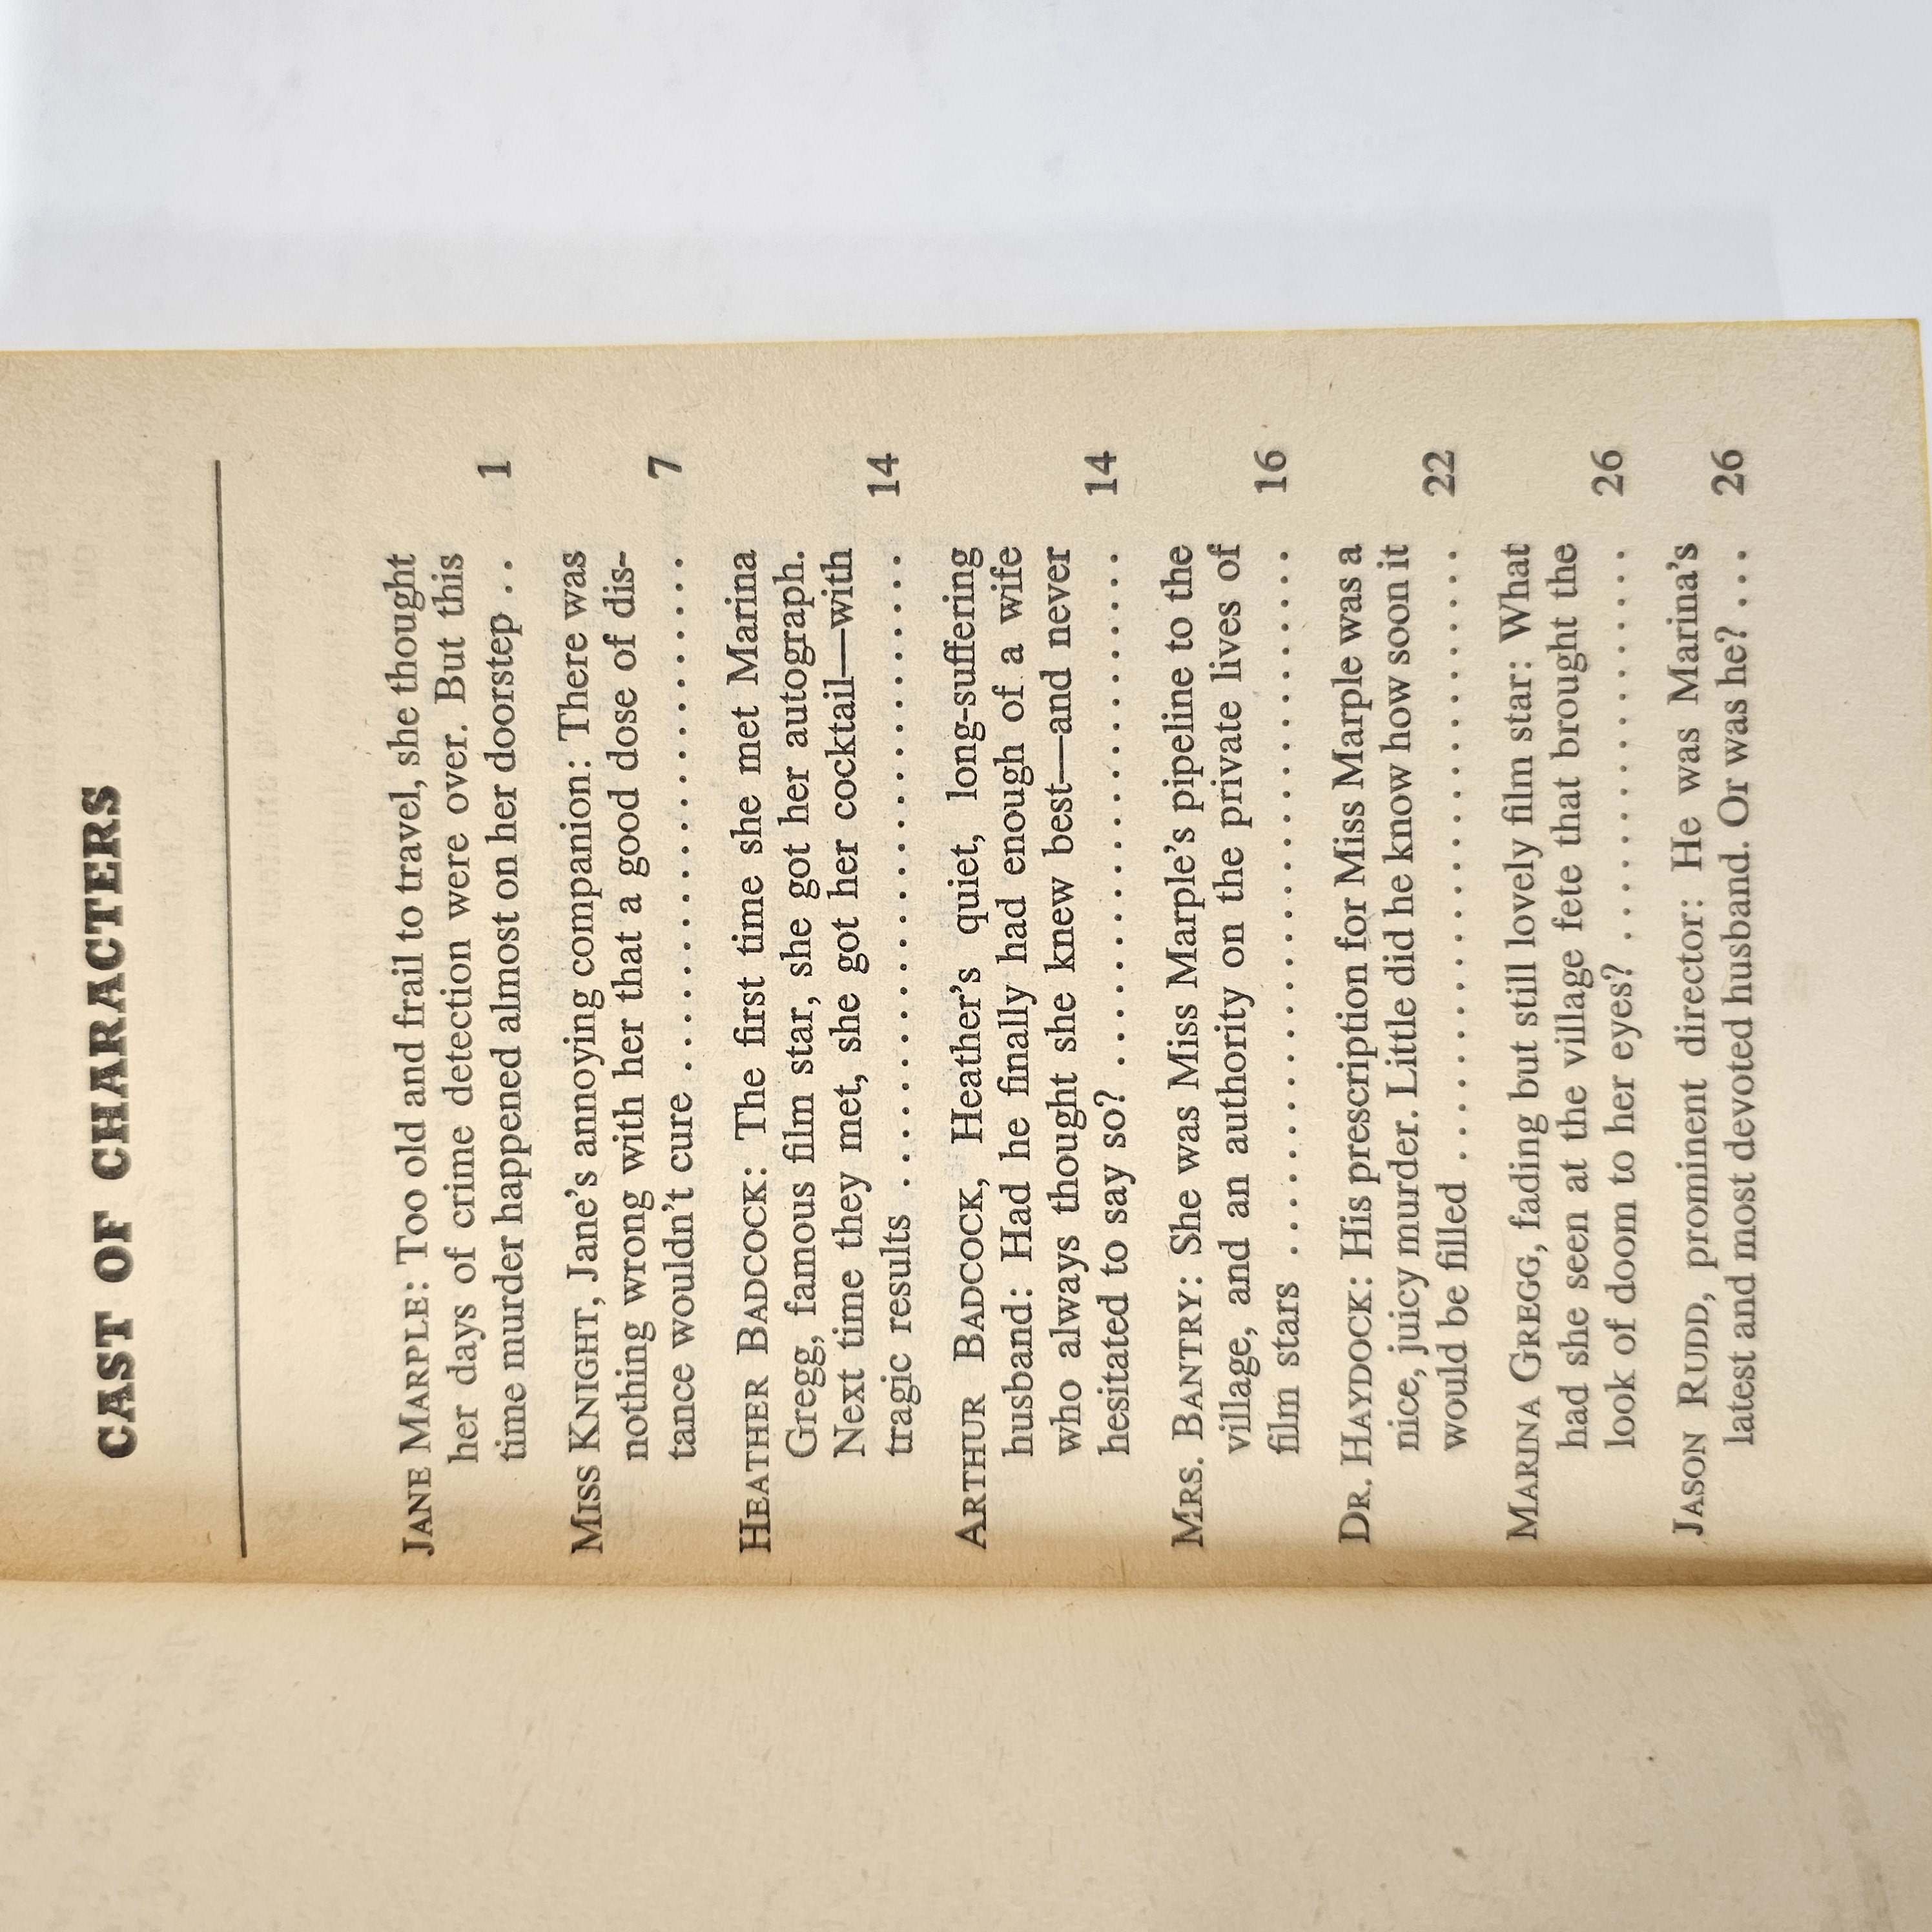 CAST OF CHARACTERS
JANE MARPLE: Too old and frail to travel, she thought
her days of crime detection were over. But this
time murder happened almost on her doorstep . . 1
MISS KNIGHT, Jane's annoying companion: There was
nothing wrong with her that a good dose of dis-
tance wouldn't cure . . . . . . . . . . . . . . . . . . . . . . 7
HEATHER BADCOCK: The first time she met Marina
Gregg, famous film star, she got her autograph.
Next time they met, she got her cocktail—with
tragic results . . . . . . . . . . . . . . . . . . . . . . . . . . . 14
ARTHUR BADCOCK, Heather's quiet, long-suffering
husband: Had he finally had enough of a wife
who always thought she knew best—and never
hesitated to say so? . . . . . . . . . . . . . . . . . . . . . . 14
MRS. BANTRY: She was Miss Marple's pipeline to the
village, and an authority on the private lives of
film stars . . . . . . . . . . . . . . . . . . . . . . . . . . . . . . 16
DR. HAYDOCK: His prescription for Miss Marple was a
nice, juicy murder. Little did he know how soon it
would be filled . . . . . . . . . . . . . . . . . . . . . . . . . . 22
MARINA GREGG, fading but still lovely film star: What
had she seen at the village fete that brought the
look of doom to her eyes? . . . . . . . . . . . . . . . . . 26
JASON RUDD, prominent director: He was Marina's
latest and most devoted husband. Or was he? . . . 26